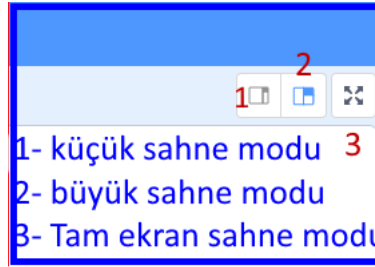 2
1
1- küçük sahne modu 3
2- büyük sahne modu
3- Tam ekran sahne modu